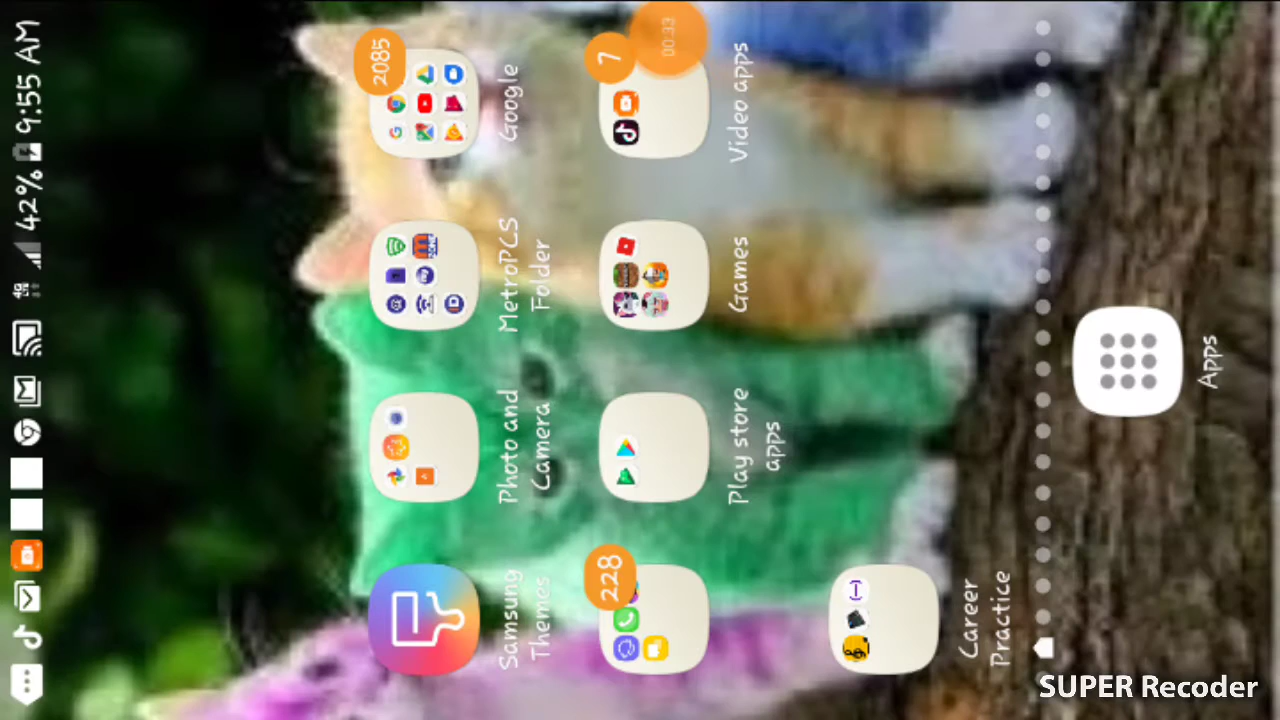 42% 9:55 AM
4G
Samsung
Themes
Photo and
Camera
MetroPCS
Folder
2085
Google
228
Play store
apps
Games
7
00:33
Video apps
Career
Practice
Apps
SUPER Recoder